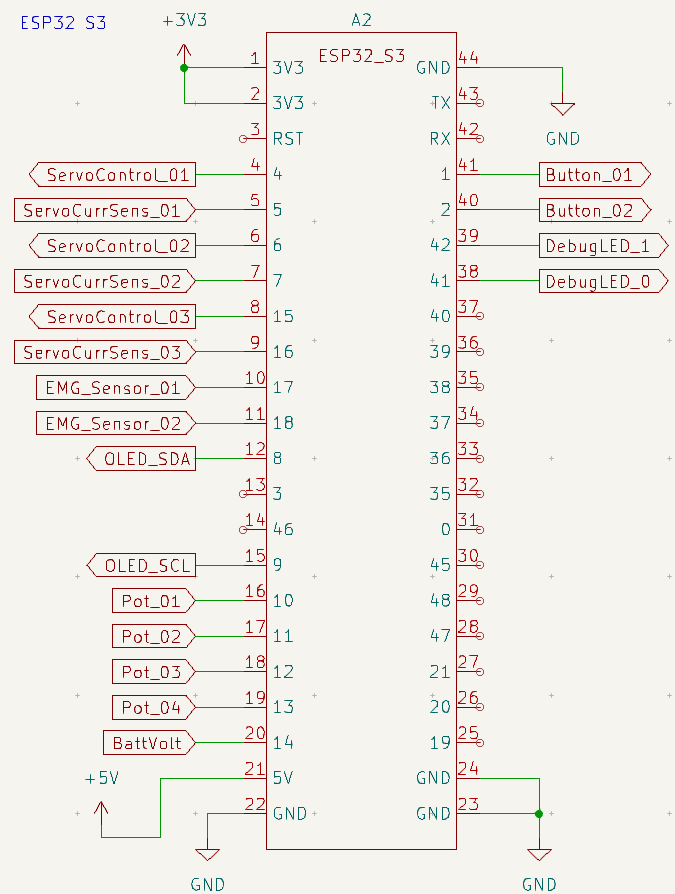 ESP32 S3
+3V3
A2
ESP32_S3
1 3V3 GND 44
2 3V3 TX 43
GND
3 RST RX 42
ServoControl_01 4 4 1 41 Button_01
ServoCurrSens_01 5 5 2 40 Button_02
ServoControl_02 6 6 42 39 DebugLED_1
ServoCurrSens_02 7 7 41 38 DebugLED_0
ServoControl_03 8 15 40 37
ServoCurrSens_03 9 16 39 36
EMG_Sensor_01 10 17 38 35
EMG_Sensor_02 11 18 37 34
OLED_SDA 12 8 36 33
13 3 35 32
14 46 0 31
OLED_SCL 15 9 45 30
Pot_01 16 10 48 29
Pot_02 17 11 47 28
Pot_03 18 12 21 27
Pot_04 19 13 20 26
BattVolt 20 14 19 25
+5V 21 5V GND 24
22 GND GND 23
GND
GND